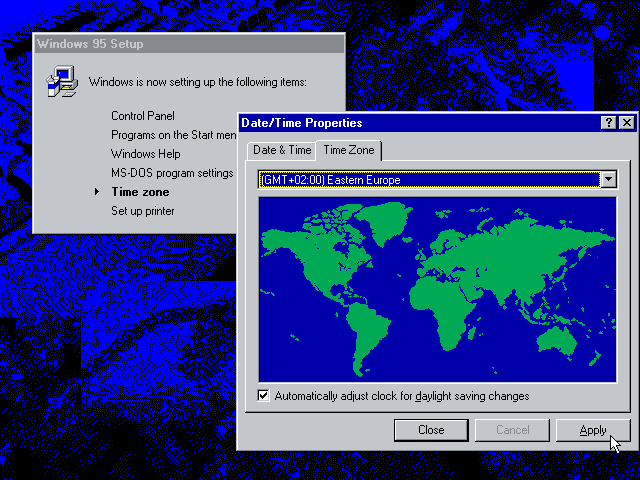 Windows 95 Setup
Windows is now setting up the following items:
Control Panel
Programs on the Start men
Windows Help
MS-DOS program settings
Time zone
Set up printer
Date/Time Properties
Date & Time
Time Zone
(GMT+02:00) Eastern Europe
Automatically adjust clock for daylight saving changes
Close
Cancel
Apply